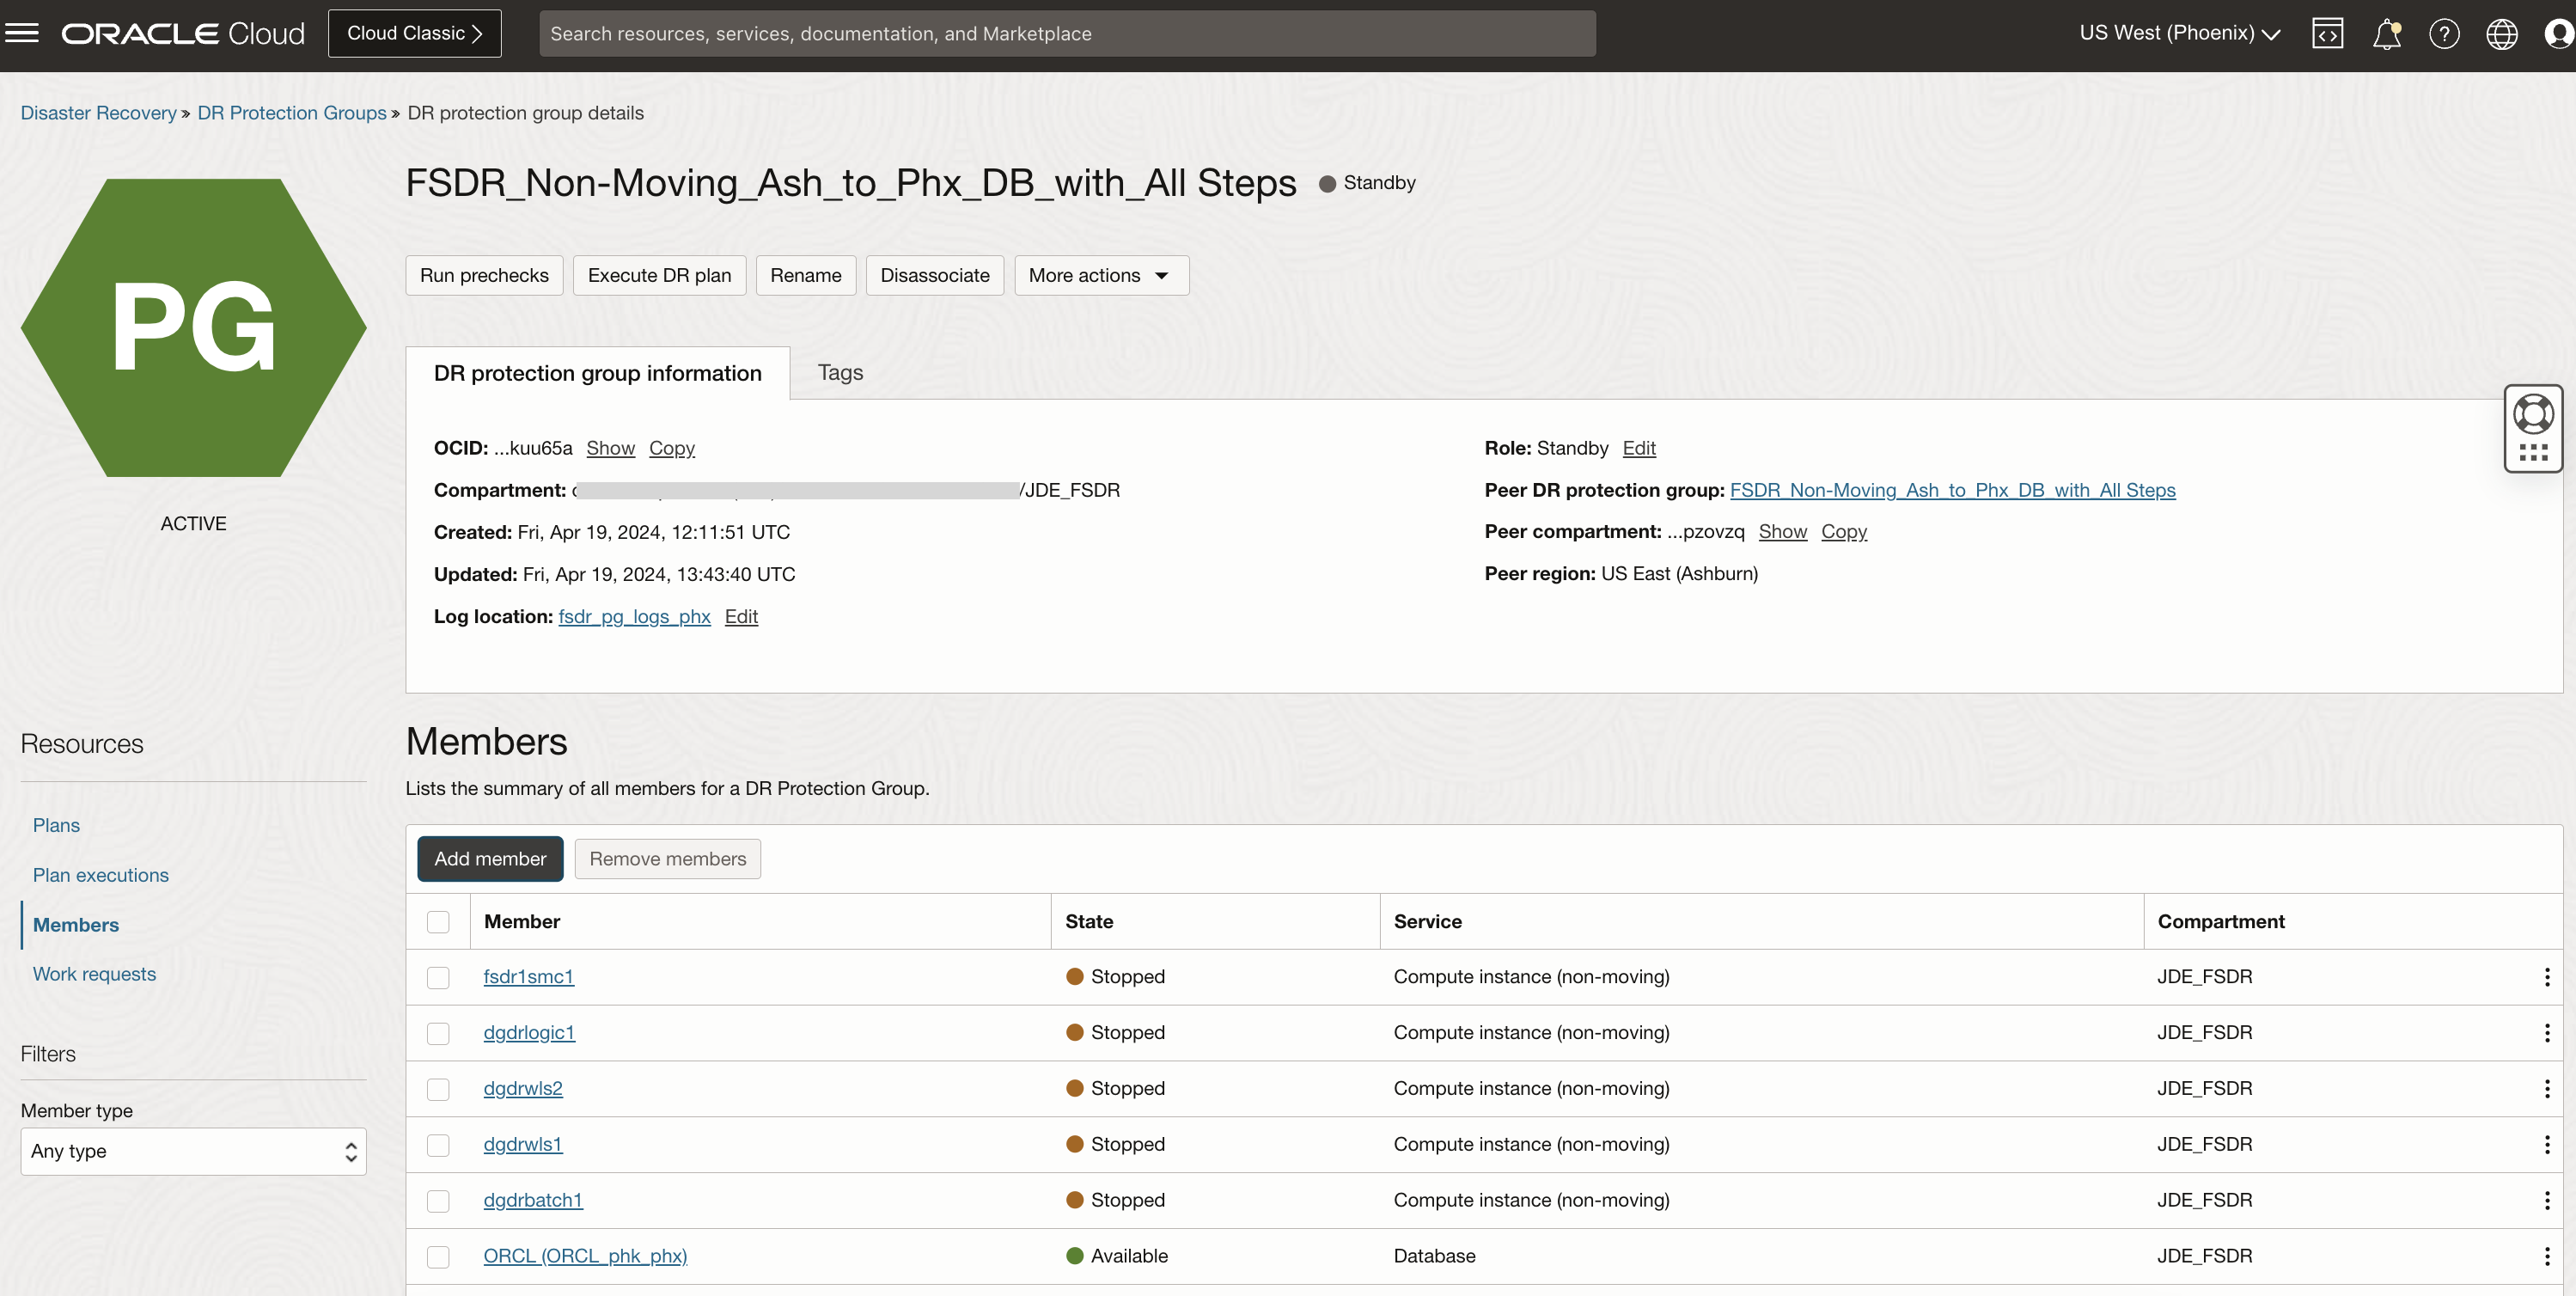 ORACLE Cloud
Cloud Classic
Search resources, services, documentation, and Marketplace
US West (Phoenix)
Disaster Recovery » DR Protection Groups » DR protection group details
PG
ACTIVE
FSDR_Non-Moving_Ash_to_Phx_DB_with_All Steps
Standby
Run prechecks
Execute DR plan
Rename
Disassociate
More actions
DR protection group information
Tags
OCID: ...kuu65a Show Copy
Compartment: /JDE_FSDR
Created: Fri, Apr 19, 2024, 12:11:51 UTC
Updated: Fri, Apr 19, 2024, 13:43:40 UTC
Log location: fsdr_pg_logs_phx Edit
Role: Standby Edit
Peer DR protection group: FSDR_Non-Moving_Ash_to_Phx_DB_with_All Steps
Peer compartment: ...pzovzq Show Copy
Peer region: US East (Ashburn)
Resources
Plans
Plan executions
Members
Work requests
Filters
Member type
Any type
Members
Lists the summary of all members for a DR Protection Group.
Add member
Remove members
Member State Service Compartment
fsdr1smc1 Stopped Compute instance (non-moving) JDE_FSDR
dgdrlogic1 Stopped Compute instance (non-moving) JDE_FSDR
dgdrwls2 Stopped Compute instance (non-moving) JDE_FSDR
dgdrwls1 Stopped Compute instance (non-moving) JDE_FSDR
dgdrbatch1 Stopped Compute instance (non-moving) JDE_FSDR
ORCL (ORCL_phk_phx) Available Database JDE_FSDR